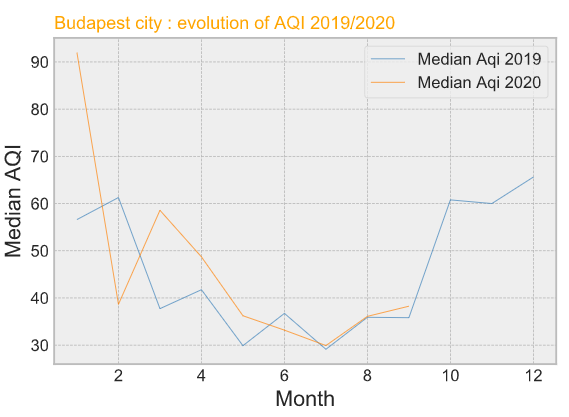 Budapest city : evolution of AQI 2019/2020
Median Aqi 2019
Median Aqi 2020
Median AQI
90
80
70
60
50
40
30
2 4 6 8 10 12
Month